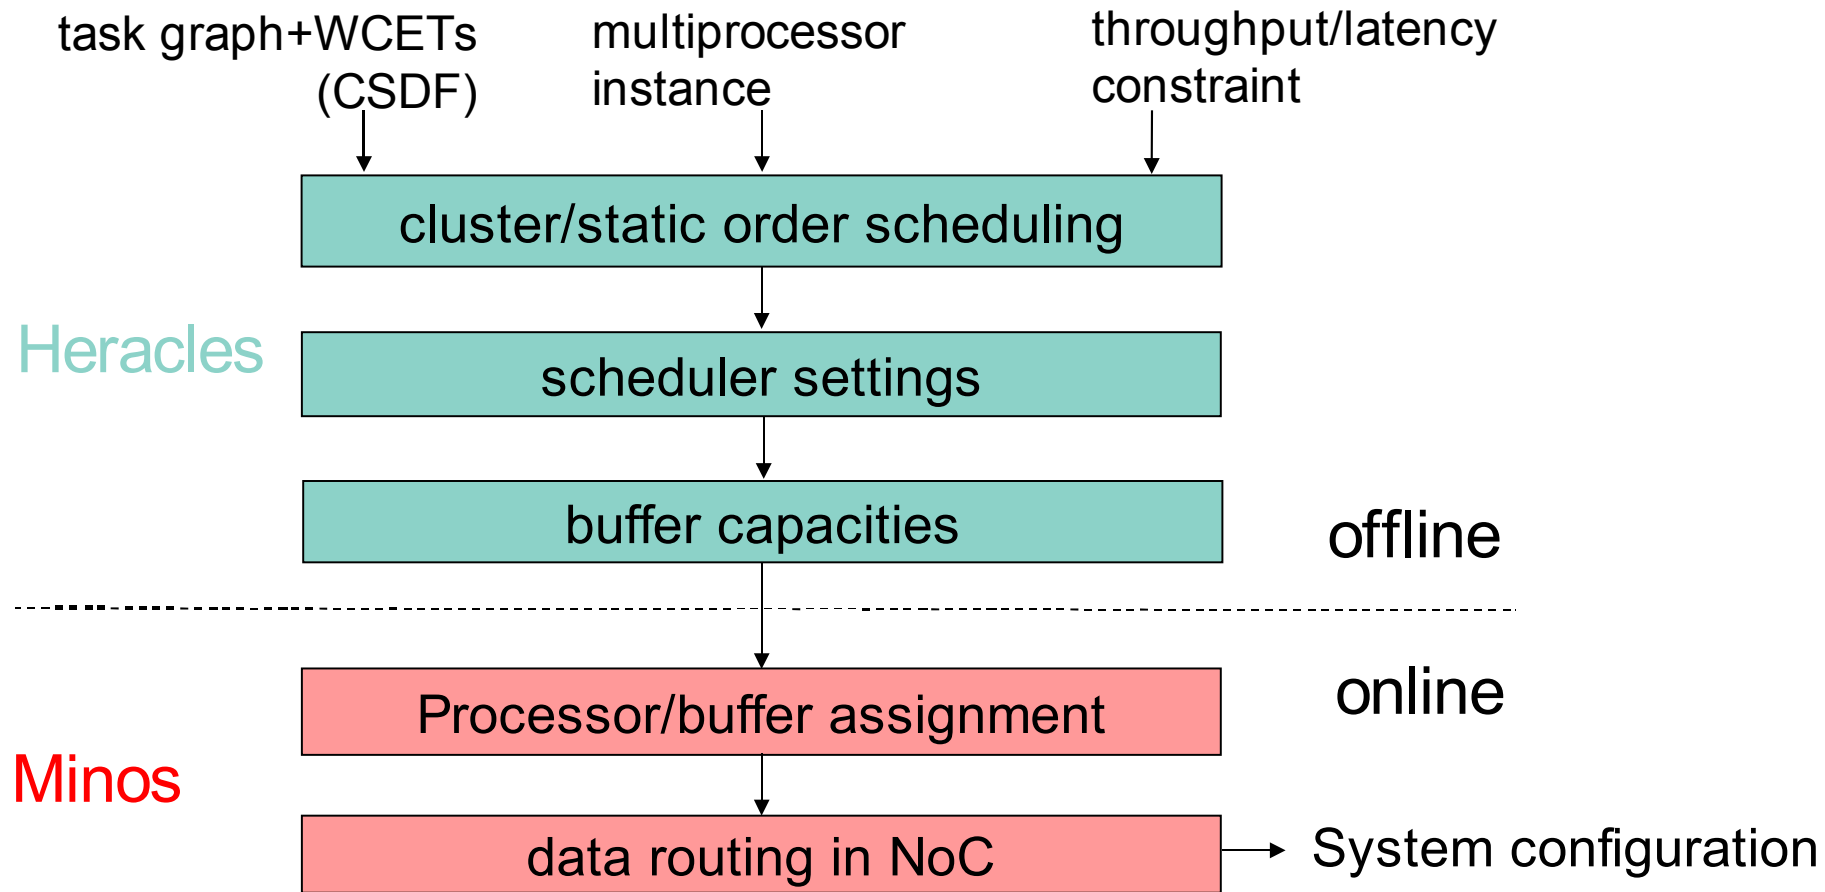 task graph+WCETs
(CSDF)
multiprocessor
instance
throughput/latency
constraint
cluster/static order scheduling
Heracles
scheduler settings
buffer capacities
offline
online
Processor/buffer assignment
Minos
data routing in NoC
System configuration